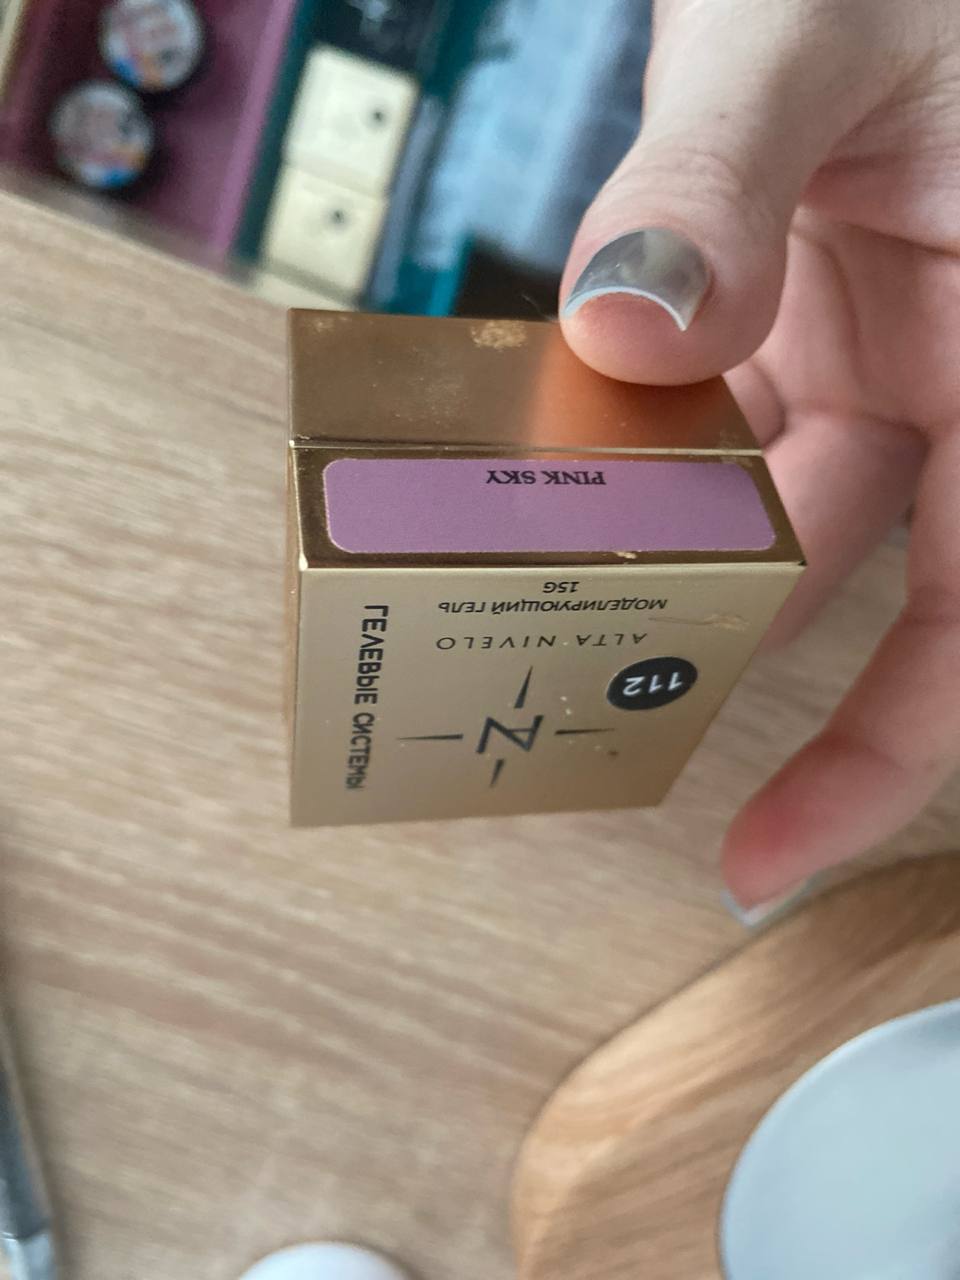 PINK SKY
15G
МОДЕЛИРУЮЩИЙ ГЕЛЬ
ALTA NIVELO
112
N
ГЕЛЕВЫЕ СИСТЕМЫ